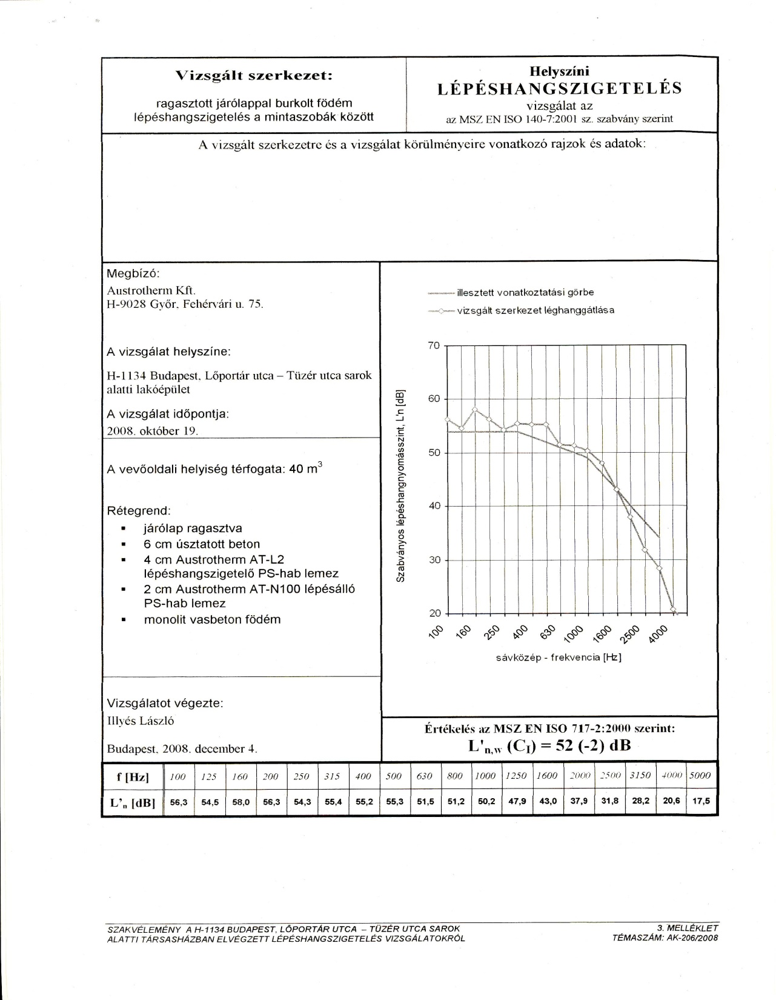 Vizsgált szerkezet:
ragasztott járólappal burkolt födém
lépéshangszigetelés a mintaszobák között
Helyszíni
LÉPÉSHANGSZIGETELÉS
vizsgálat az
az MSZ EN ISO 140-7:2001 sz. szabvány szerint
A vizsgált szerkezetre és a vizsgálat körülményeire vonatkozó rajzok és adatok:
Megbízó:
Austrotherm Kft.
H-9028 Győr. Fehérvári u. 75.
A vizsgálat helyszíne:
H-1134 Budapest, Lőportár utca – Tüzér utca sarok
alatti lakóépület
A vizsgálat időpontja:
2008. október 19.
A vevőoldali helyiség térfogata: 40 m³
Rétegrend:
▪ járólap ragasztva
▪ 6 cm úsztatott beton
▪ 4 cm Austrotherm AT-L2
lépéshangszigetelő PS-hab lemez
▪ 2 cm Austrotherm AT-N100 lépésálló
PS-hab lemez
▪ monolit vasbeton födém
Vizsgálatot végezte:
Illyés László
Budapest. 2008. december 4.
illesztett vonatkoztatási görbe
vizsgált szerkezet léghanggátlása
Szabványos lépéshangnyomásszint, L'n [dB]
70
60
50
40
30
20
100 160 250 400 630 1000 1600 2500 4000
sávközép - frekvencia [Hz]
Értékelés az MSZ EN ISO 717-2:2000 szerint:
L'n,w (CI) = 52 (-2) dB
f [Hz] 100 125 160 200 250 315 400 500 630 800 1000 1250 1600 2000 2500 3150 4000 5000
L'n [dB] 56,3 54,5 58,0 56,3 54,3 55,4 55,2 55,3 51,5 51,2 50,2 47,9 43,0 37,9 31,8 28,2 20,6 17,5
SZAKVÉLEMÉNY A H-1134 BUDAPEST, LŐPORTÁR UTCA – TÜZÉR UTCA SAROK
ALATTI TÁRSASHÁZBAN ELVÉGZETT LÉPÉSHANGSZIGETELÉS VIZSGÁLATOKRÓL
3. MELLÉKLET
TÉMASZÁM: AK-206/2008